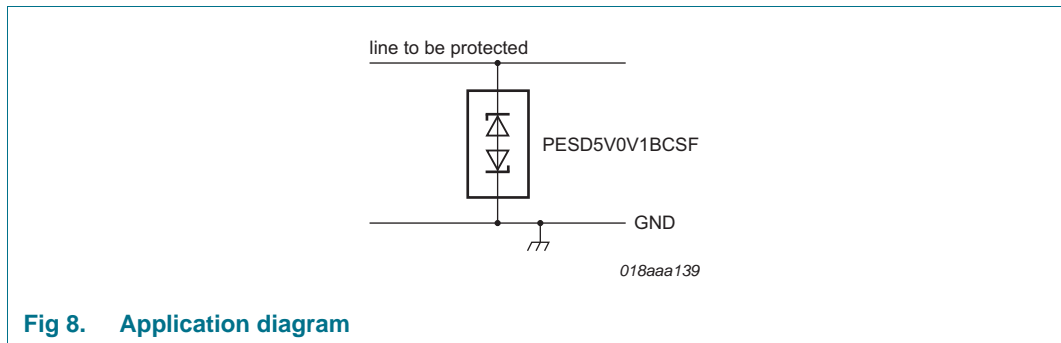 line to be protected
PESD5V0V1BCSF
GND
018aaa139
Fig 8. Application diagram